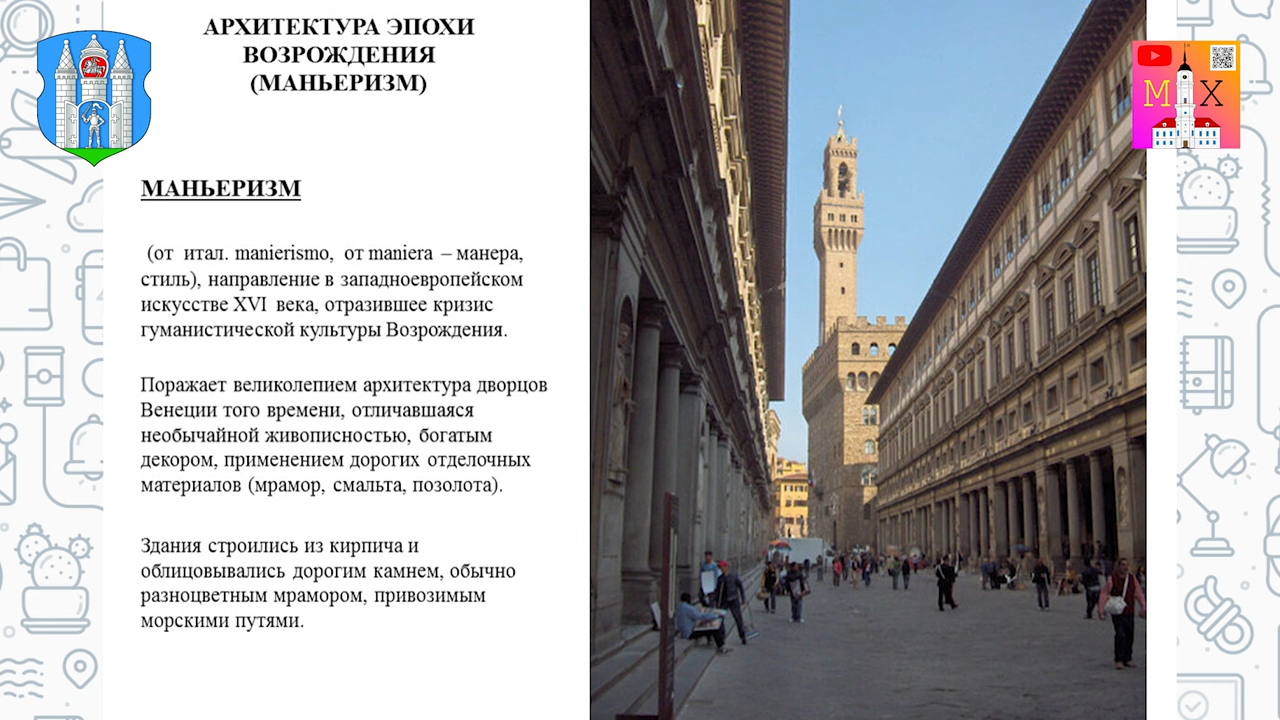 АРХИТЕКТУРА ЭПОХИ
ВОЗРОЖДЕНИЯ
(МАНЬЕРИЗМ)
МАНЬЕРИЗМ
(от итал. manierismo, от maniera – манера,
стиль), направление в западноевропейском
искусстве XVI века, отразившее кризис
гуманистической культуры Возрождения.
Поражает великолепием архитектура дворцов
Венеции того времени, отличавшаяся
необычайной живописностью, богатым
декором, применением дорогих отделочных
материалов (мрамор, смальта, позолота).
Здания строились из кирпича и
облицовывались дорогим камнем, обычно
разноцветным мрамором, привозимым
морскими путями.
М Х